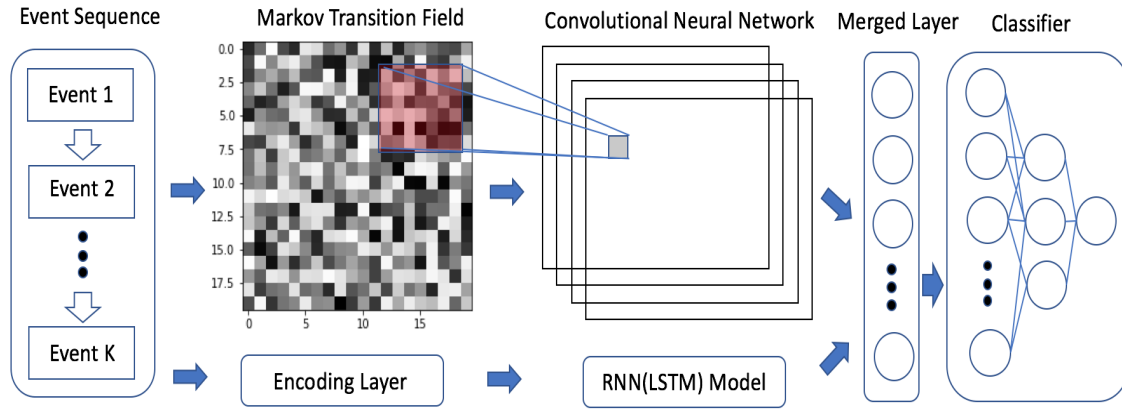 Event Sequence
Markov Transition Field
Convolutional Neural Network
Merged Layer
Classifier
Event 1
Event 2
Event K
0.0
2.5
5.0
7.5
10.0
12.5
15.0
17.5
0 5 10 15
Encoding Layer
RNN(LSTM) Model